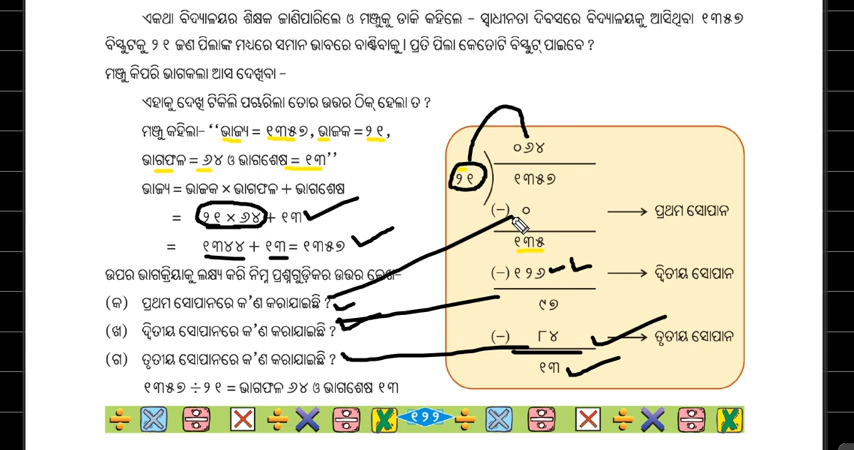 ଏକଥା ବିଦ୍ୟାଳୟର ଶିକ୍ଷକ ଜାଣିପାରିଲେ ଓ ମଞ୍ଜୁକୁ ଡାକି କହିଲେ - ସ୍ବାଧୀନତା ଦିବସରେ ବିଦ୍ୟାଳୟକୁ ଆସିଥିବା ୧୩୫୭
ବିସ୍କୁଟକୁ ୨୧ ଜଣ ପିଲାଙ୍କ ମଧ୍ୟରେ ସମାନ ଭାବରେ ବାଣ୍ଟିବାକୁ। ପ୍ରତି ପିଲା କେତୋଟି ବିସ୍କୁଟ୍ ପାଇବେ ?
ମଞ୍ଜୁ କିପରି ଭାଗକଲା ଆସ ଦେଖିବା -
ଏହାକୁ ଦେଖି ଟିକିଲି ପଚ୍ଚରିଲା ତୋର ଉତ୍ତର ଠିକ୍ ହେଲା ତ ?
ମଞ୍ଜୁ କହିଲା- "ଭାଜ୍ୟ = ୧୩୫୭, ଭାଜକ = ୨୧,
ଭାଗଫଳ = ୬୪ ଓ ଭାଗଶେଷ = ୧୩"
ଭାଜ୍ୟ = ଭାଜକ × ଭାଗଫଳ + ଭାଗଶେଷ
= ୨୧ × ୬୪ + ୧୩
= ୧୩୪୪ + ୧୩ = ୧୩୫୭
ଉପର ଭାଗକ୍ରିୟାକୁ ଲକ୍ଷ୍ୟ କରି ନିମ୍ନ ପ୍ରଶ୍ନଗୁଡ଼ିକର ଉତ୍ତର ଲେଖ-
(କ) ପ୍ରଥମ ସୋପାନରେ କ'ଣ କରାଯାଇଛି ?
(ଖ) ଦ୍ୱିତୀୟ ସୋପାନରେ କ'ଣ କରାଯାଇଛି ?
(ଗ) ତୃତୀୟ ସୋପାନରେ କ'ଣ କରାଯାଇଛି ?
୧୩୫୭ ÷ ୨୧ = ଭାଗଫଳ ୬୪ ଓ ଭାଗଶେଷ ୧୩
୦୬୪
୨୧ ) ୧୩୫୭
(-) ୦ → ପ୍ରଥମ ସୋପାନ
୧୩୫
(-) ୧୨୬ → ଦ୍ୱିତୀୟ ସୋପାନ
୯୭
(-) ୮୪ → ତୃତୀୟ ସୋପାନ
୧୩